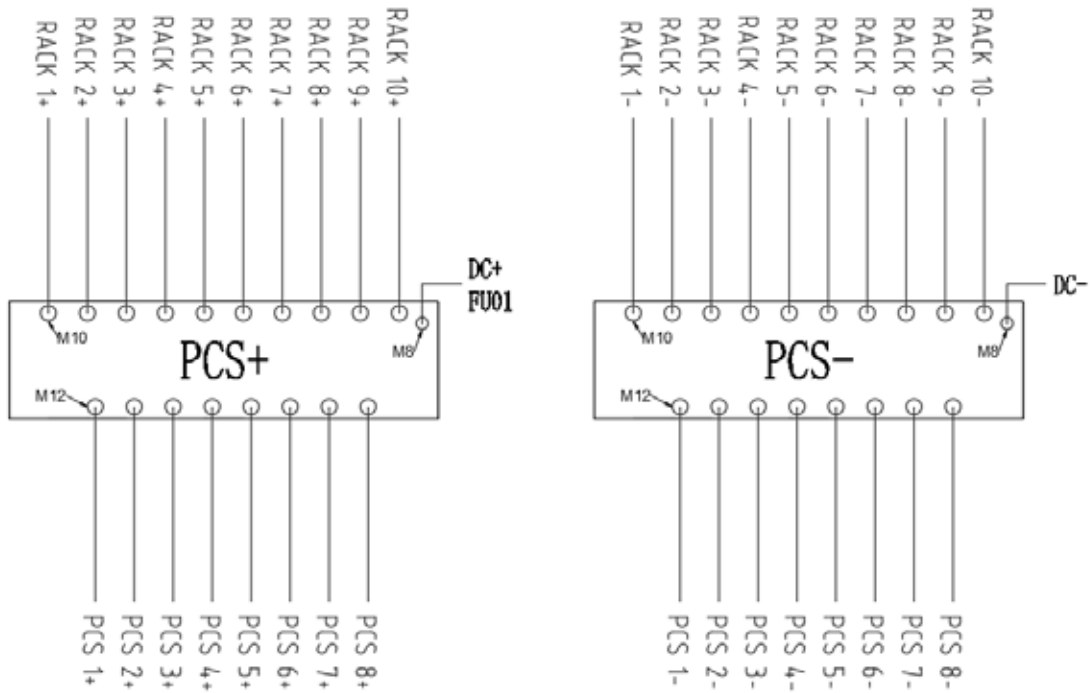 RACK 1+
RACK 2+
RACK 3+
RACK 4+
RACK 5+
RACK 6+
RACK 7+
RACK 8+
RACK 9+
RACK 10+
DC+
FU01
M10
M8
PCS+
M12
PCS 1+
PCS 2+
PCS 3+
PCS 4+
PCS 5+
PCS 6+
PCS 7+
PCS 8+
RACK 1-
RACK 2-
RACK 3-
RACK 4-
RACK 5-
RACK 6-
RACK 7-
RACK 8-
RACK 9-
RACK 10-
DC-
M10
M8
PCS-
M12
PCS 1-
PCS 2-
PCS 3-
PCS 4-
PCS 5-
PCS 6-
PCS 7-
PCS 8-